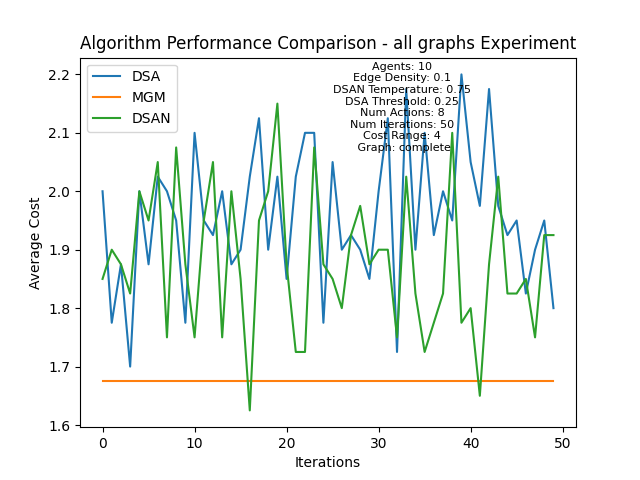 Algorithm Performance Comparison - all graphs Experiment
DSA
MGM
DSAN
Agents: 10
Edge Density: 0.1
DSAN Temperature: 0.75
DSA Threshold: 0.25
Num Actions: 8
Num Iterations: 50
Cost Range: 4
Graph: complete
Average Cost
2.2
2.1
2.0
1.9
1.8
1.7
1.6
0 10 20 30 40 50
Iterations